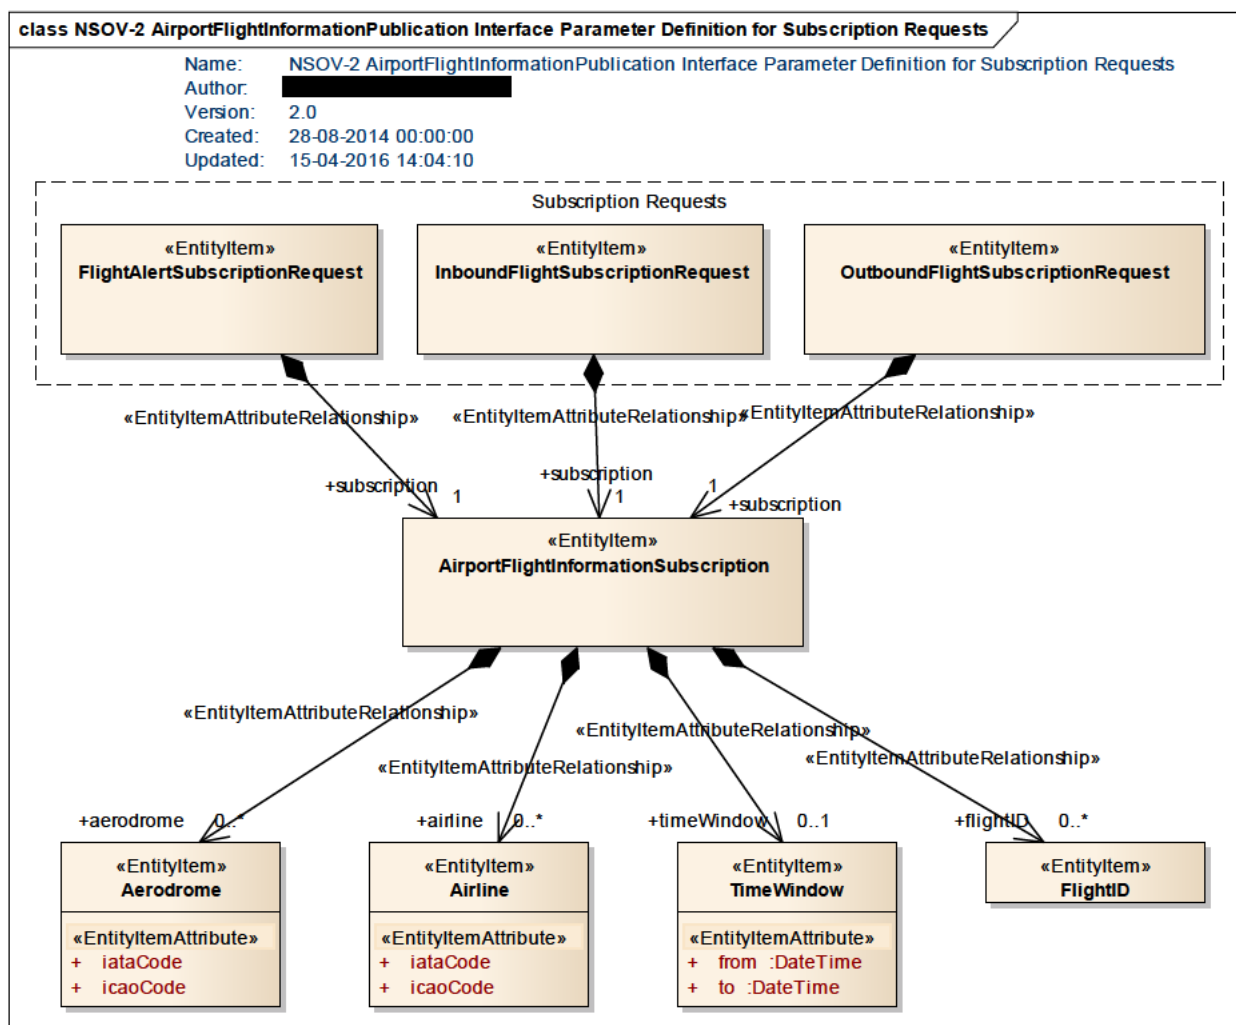 class NSOV-2 AirportFlightInformationPublication Interface Parameter Definition for Subscription Requests
Name: NSOV-2 AirportFlightInformationPublication Interface Parameter Definition for Subscription Requests
Author:
Version: 2.0
Created: 28-08-2014 00:00:00
Updated: 15-04-2016 14:04:10
Subscription Requests
«EntityItem»
FlightAlertSubscriptionRequest
«EntityItem»
InboundFlightSubscriptionRequest
«EntityItem»
OutboundFlightSubscriptionRequest
«EntityItemAttributeRelationship»
«EntityItemAttributeRelationship»
«EntityItemAttributeRelationship»
+subscription 1
+subscription 1
1 +subscription
«EntityItem»
AirportFlightInformationSubscription
«EntityItemAttributeRelationship»
«EntityItemAttributeRelationship»
«EntityItemAttributeRelationship»
«EntityItemAttributeRelationship»
+aerodrome 0..*
+airline 0..*
+timeWindow 0..1
+flightID 0..*
«EntityItem»
Aerodrome
«EntityItemAttribute»
+ iataCode
+ icaoCode
«EntityItem»
Airline
«EntityItemAttribute»
+ iataCode
+ icaoCode
«EntityItem»
TimeWindow
«EntityItemAttribute»
+ from :DateTime
+ to :DateTime
«EntityItem»
FlightID